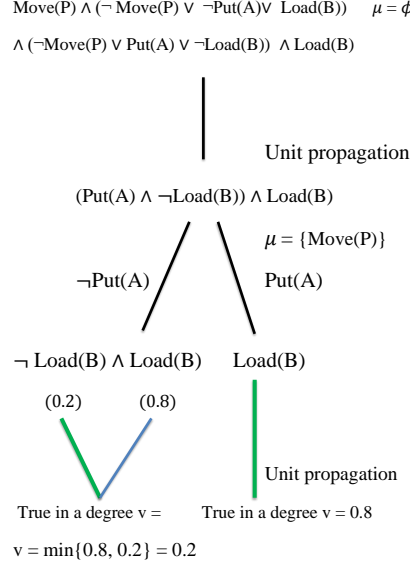 Move(P) ∧ (¬ Move(P) ∨ ¬Put(A)∨ Load(B)) μ = ϕ
∧ (¬Move(P) ∨ Put(A) ∨ ¬Load(B)) ∧ Load(B)
Unit propagation
(Put(A) ∧ ¬Load(B)) ∧ Load(B)
μ = {Move(P)}
¬Put(A) Put(A)
¬ Load(B) ∧ Load(B) Load(B)
(0.2) (0.8)
Unit propagation
True in a degree v = True in a degree v = 0.8
v = min{0.8, 0.2} = 0.2